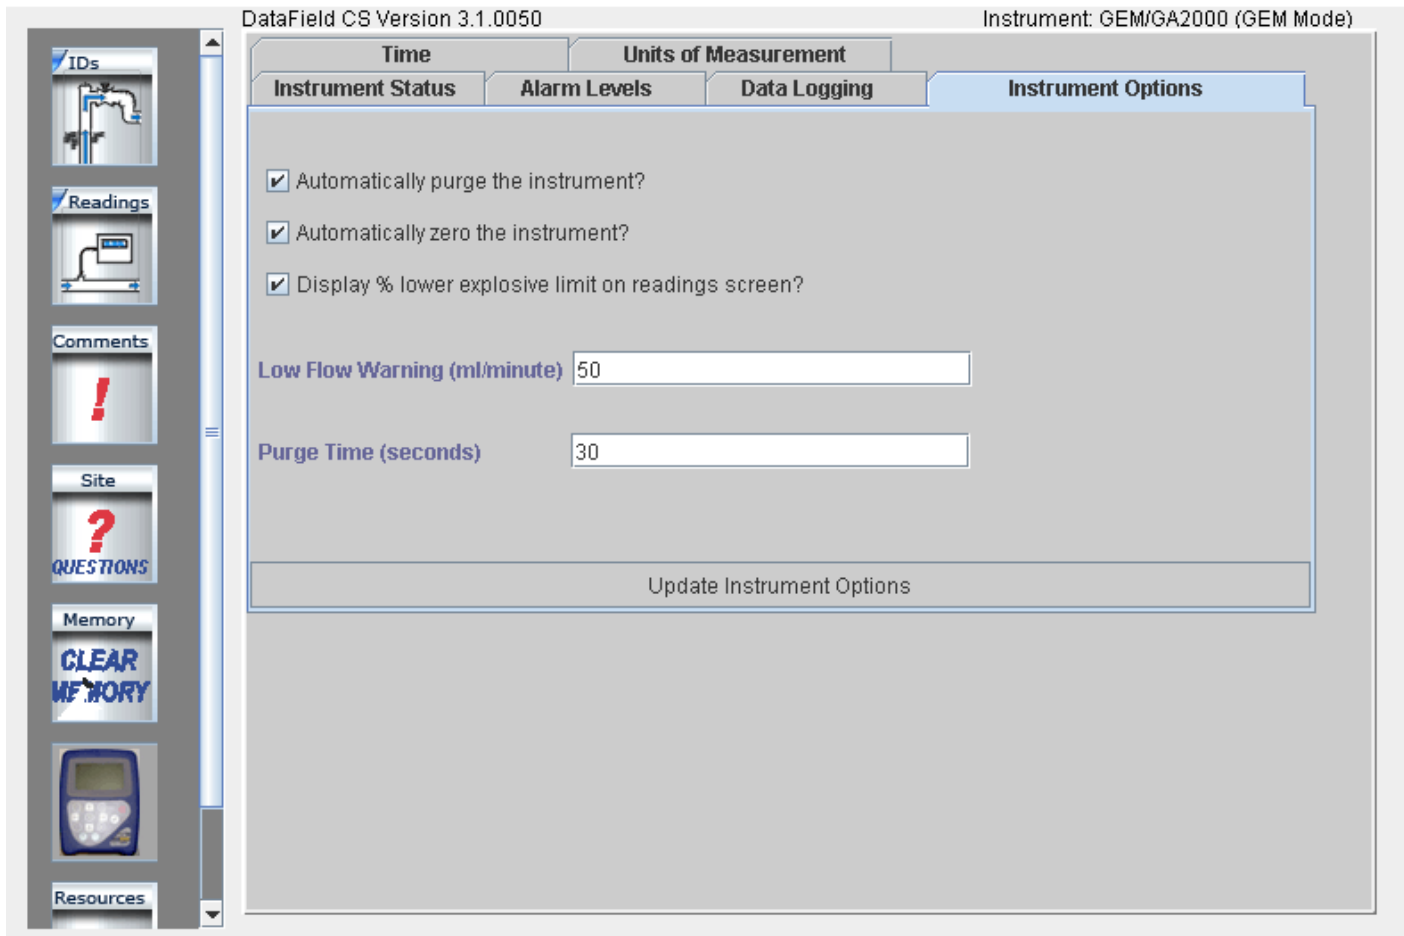 DataField CS Version 3.1.0050
Instrument: GEM/GA2000 (GEM Mode)
IDs
Readings
Comments
!
Site
?
QUESTIONS
Memory
CLEAR
MEMORY
Resources
Time
Units of Measurement
Instrument Status
Alarm Levels
Data Logging
Instrument Options
Automatically purge the instrument?
Automatically zero the instrument?
Display % lower explosive limit on readings screen?
Low Flow Warning (ml/minute) 50
Purge Time (seconds) 30
Update Instrument Options